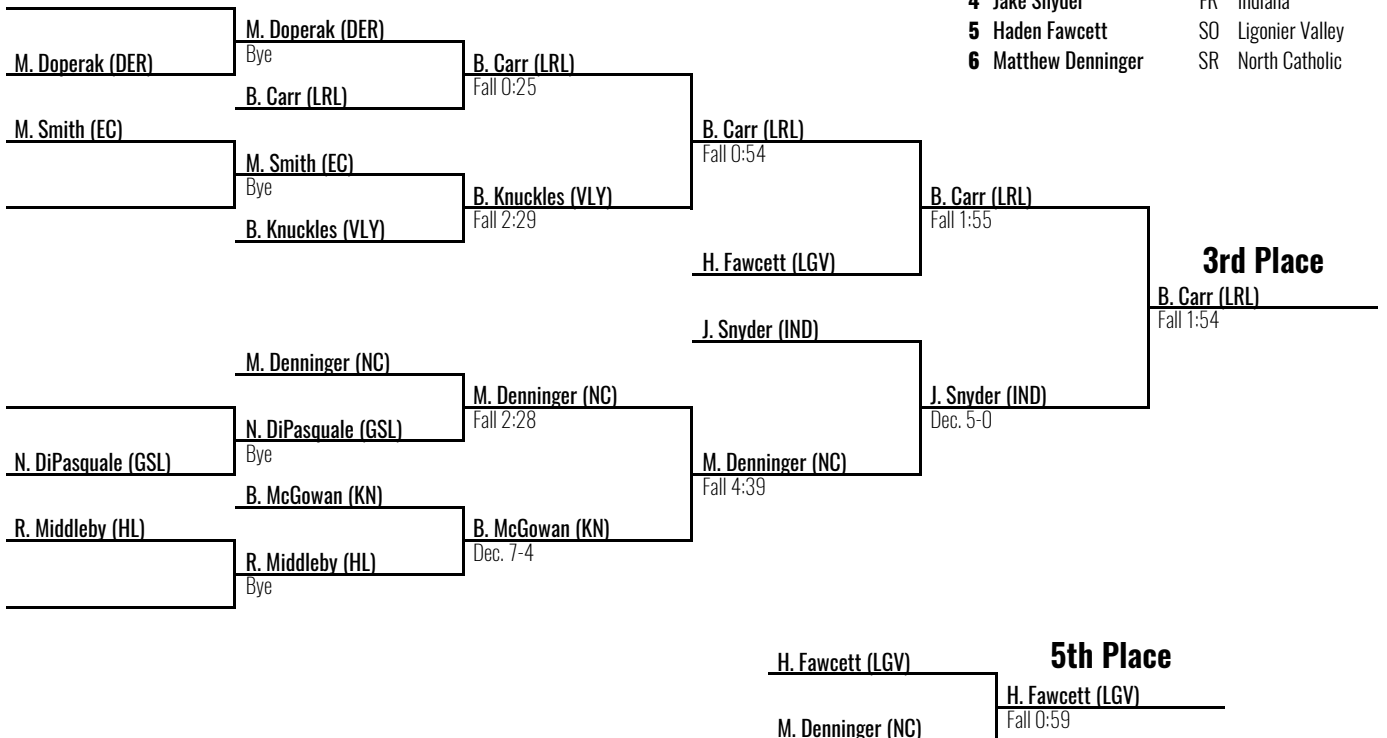 4 Jake Snyder FR Indiana
M. Doperak (DER)
5 Haden Fawcett SO Ligonier Valley
Bye
M. Doperak (DER)
B. Carr (LRL)
6 Matthew Denninger SR North Catholic
Fall 0:25
B. Carr (LRL)
M. Smith (EC)
B. Carr (LRL)
Fall 0:54
M. Smith (EC)
Bye
B. Knuckles (VLY)
B. Carr (LRL)
Fall 2:29
Fall 1:55
B. Knuckles (VLY)
H. Fawcett (LGV)
3rd Place
B. Carr (LRL)
Fall 1:54
J. Snyder (IND)
M. Denninger (NC)
M. Denninger (NC)
J. Snyder (IND)
Fall 2:28
Dec. 5-0
N. DiPasquale (GSL)
Bye
N. DiPasquale (GSL)
M. Denninger (NC)
Fall 4:39
B. McGowan (KN)
R. Middleby (HL)
B. McGowan (KN)
Dec. 7-4
R. Middleby (HL)
Bye
5th Place
H. Fawcett (LGV)
H. Fawcett (LGV)
Fall 0:59
M. Denninger (NC)